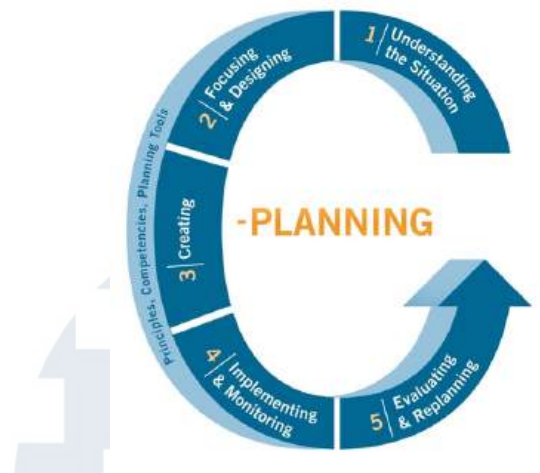 1 Understanding
the Situation
2 Focusing
& Designing
3 Creating
4 Implementing
& Monitoring
5 Evaluating
& Replanning
Principles, Competencies, Planning Tools
-PLANNING